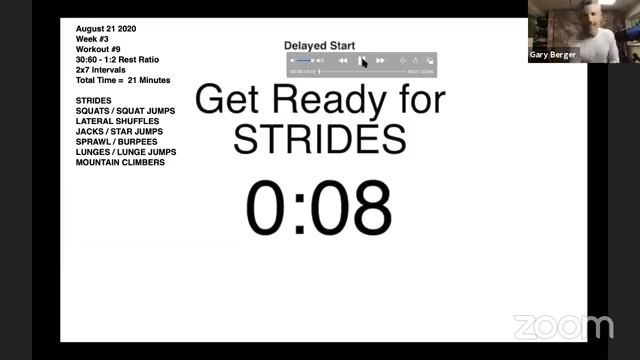 August 21 2020
Week #3
Workout #9
30:60 - 1:2 Rest Ratio
2x7 Intervals
Total Time = 21 Minutes
STRIDES
SQUATS / SQUAT JUMPS
LATERAL SHUFFLES
JACKS / STAR JUMPS
SPRAWL / BURPEES
LUNGES / LUNGE JUMPS
MOUNTAIN CLIMBERS
Delayed Start
Get Ready for
STRIDES
0:08
Gary Berger
zoom